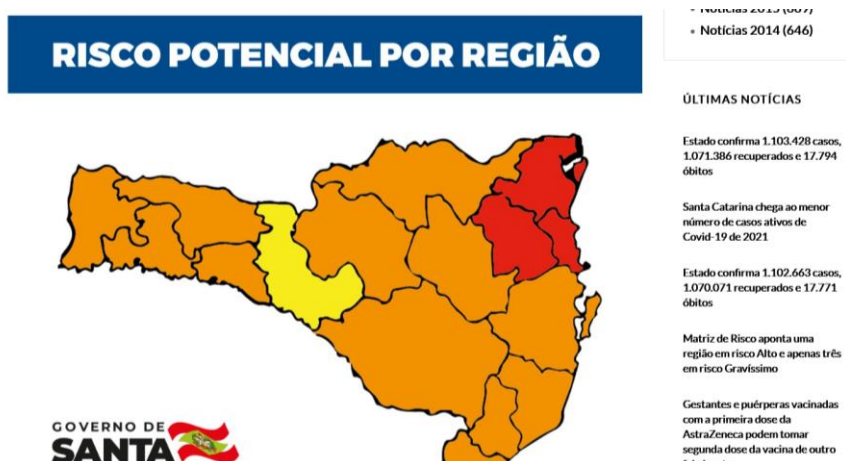 RISCO POTENCIAL POR REGIÃO
GOVERNO DE
SANTA
• Notícias 2015 (667)
• Notícias 2014 (646)
ÚLTIMAS NOTÍCIAS
Estado confirma 1.103.428 casos,
1.071.386 recuperados e 17.794
óbitos
Santa Catarina chega ao menor
número de casos ativos de
Covid-19 de 2021
Estado confirma 1.102.663 casos,
1.070.071 recuperados e 17.771
óbitos
Matriz de Risco aponta uma
região em risco Alto e apenas três
em risco Gravíssimo
Gestantes e puérperas vacinadas
com a primeira dose da
AstraZeneca podem tomar
segunda dose da vacina de outro